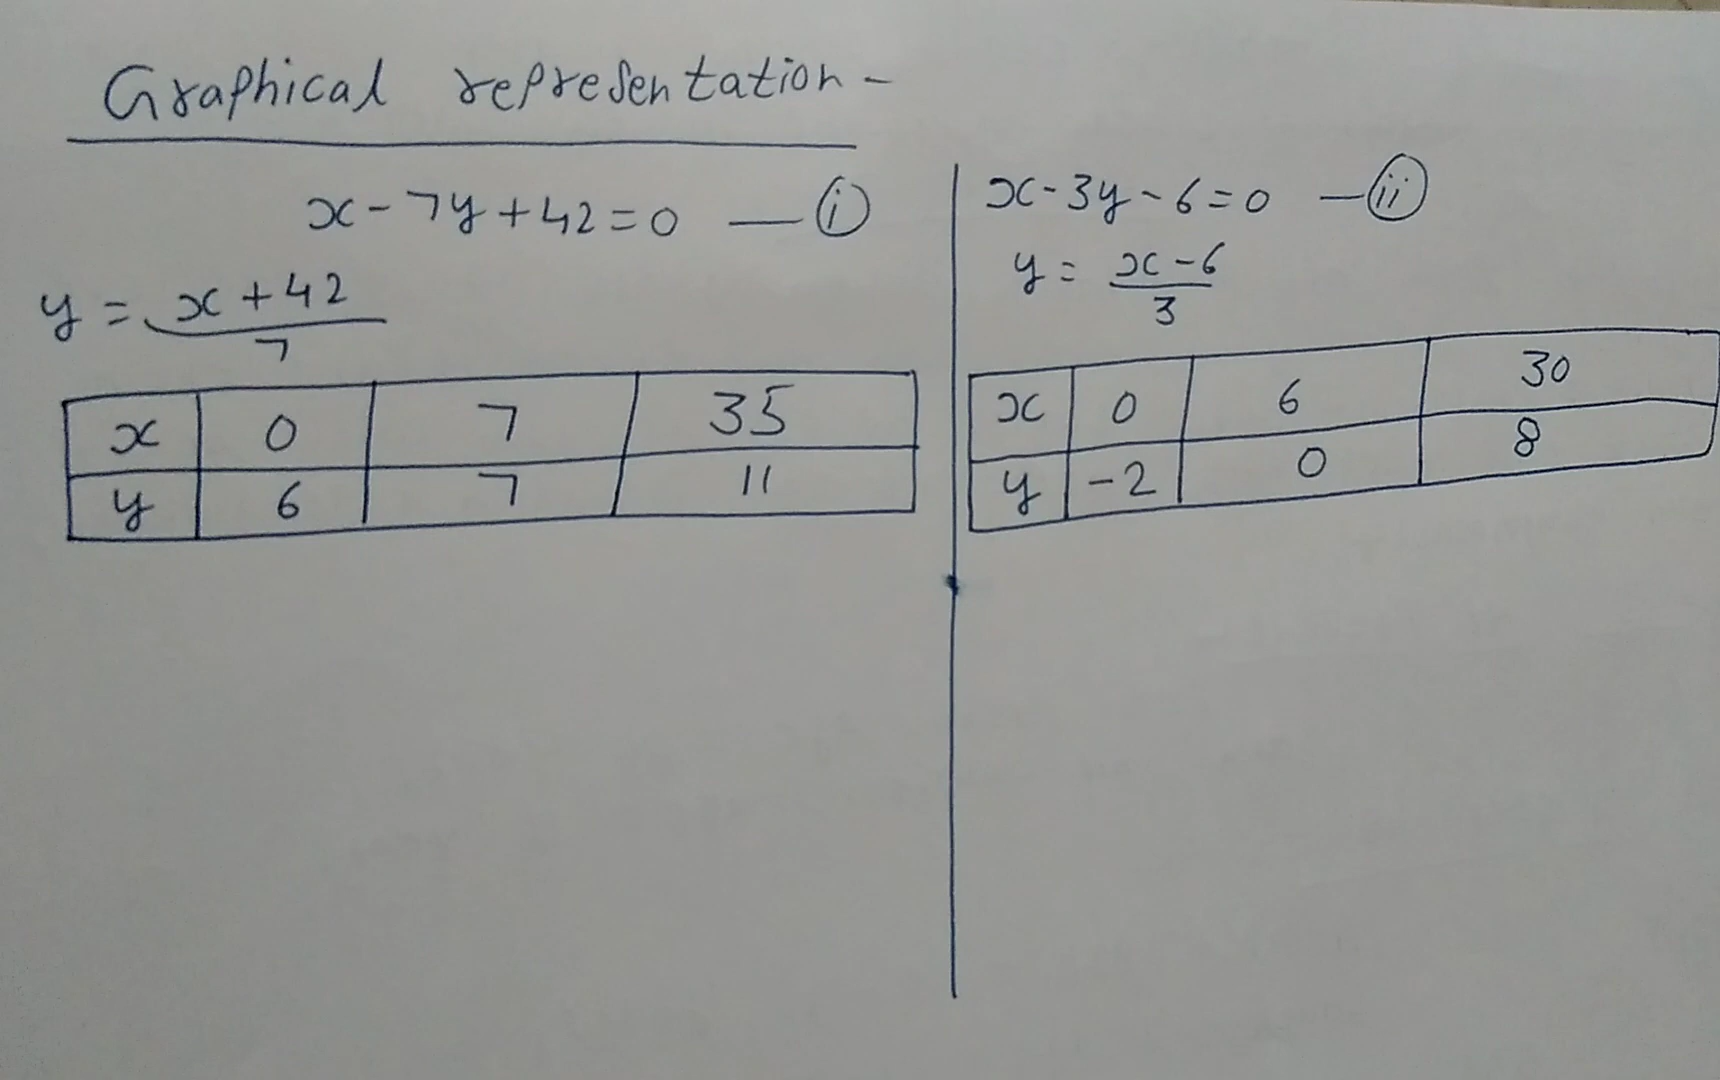 Graphical representation -
x - 7y + 42 = 0 — (i)
y = (x + 42)/7
x 0 7 35
y 6 7 11
x - 3y - 6 = 0 — (ii)
y = (x - 6)/3
x 0 6 30
y -2 0 8